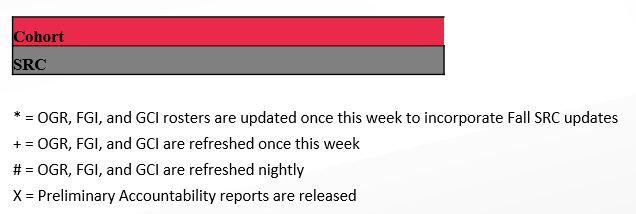 Cohort
SRC
* = OGR, FGI, and GCI rosters are updated once this week to incorporate Fall SRC updates
+ = OGR, FGI, and GCI are refreshed once this week
# = OGR, FGI, and GCI are refreshed nightly
X = Preliminary Accountability reports are released